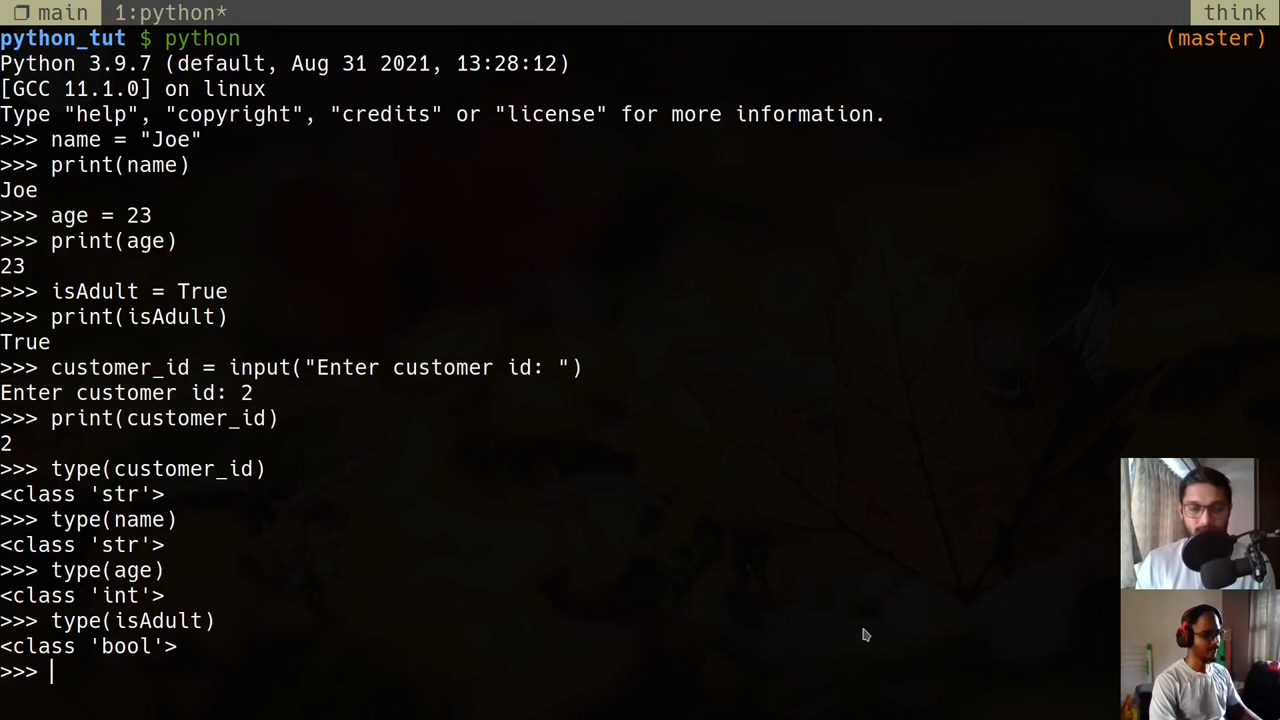 main 1:python* think
python_tut $ python (master)
Python 3.9.7 (default, Aug 31 2021, 13:28:12)
[GCC 11.1.0] on linux
Type "help", "copyright", "credits" or "license" for more information.
>>> name = "Joe"
>>> print(name)
Joe
>>> age = 23
>>> print(age)
23
>>> isAdult = True
>>> print(isAdult)
True
>>> customer_id = input("Enter customer id: ")
Enter customer id: 2
>>> print(customer_id)
2
>>> type(customer_id)
<class 'str'>
>>> type(name)
<class 'str'>
>>> type(age)
<class 'int'>
>>> type(isAdult)
<class 'bool'>
>>>